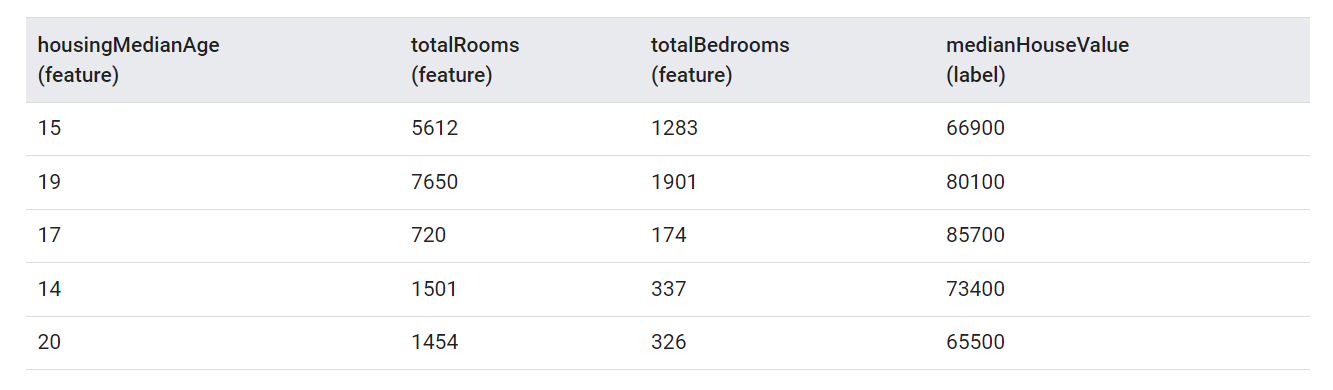 housingMedianAge totalRooms totalBedrooms medianHouseValue
(feature) (feature) (feature) (label)
15 5612 1283 66900
19 7650 1901 80100
17 720 174 85700
14 1501 337 73400
20 1454 326 65500